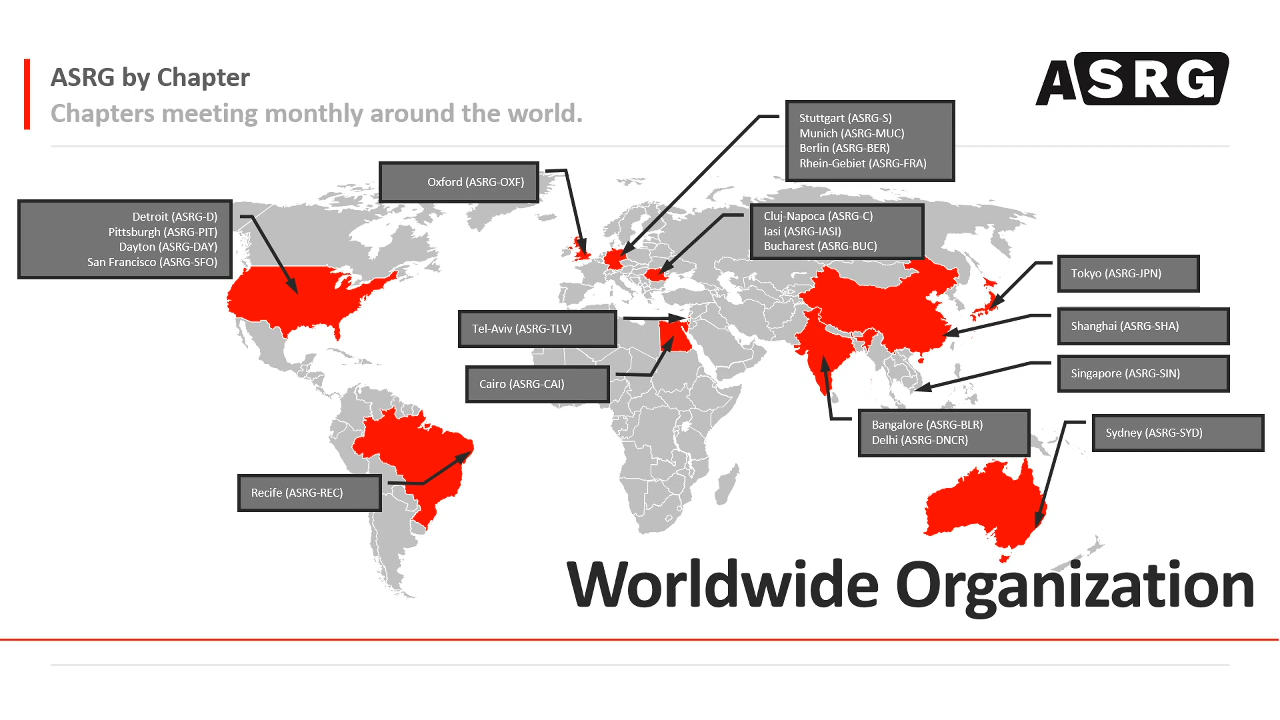 ASRG by Chapter
Chapters meeting monthly around the world.
ASRG
Stuttgart (ASRG-S)
Munich (ASRG-MUC)
Berlin (ASRG-BER)
Rhein-Gebiet (ASRG-FRA)
Oxford (ASRG-OXF)
Detroit (ASRG-D)
Pittsburgh (ASRG-PIT)
Dayton (ASRG-DAY)
San Francisco (ASRG-SFO)
Cluj-Napoca (ASRG-C)
Iasi (ASRG-IASI)
Bucharest (ASRG-BUC)
Tokyo (ASRG-JPN)
Tel-Aviv (ASRG-TLV)
Shanghai (ASRG-SHA)
Cairo (ASRG-CAI)
Singapore (ASRG-SIN)
Bangalore (ASRG-BLR)
Delhi (ASRG-DNCR)
Sydney (ASRG-SYD)
Recife (ASRG-REC)
Worldwide Organization